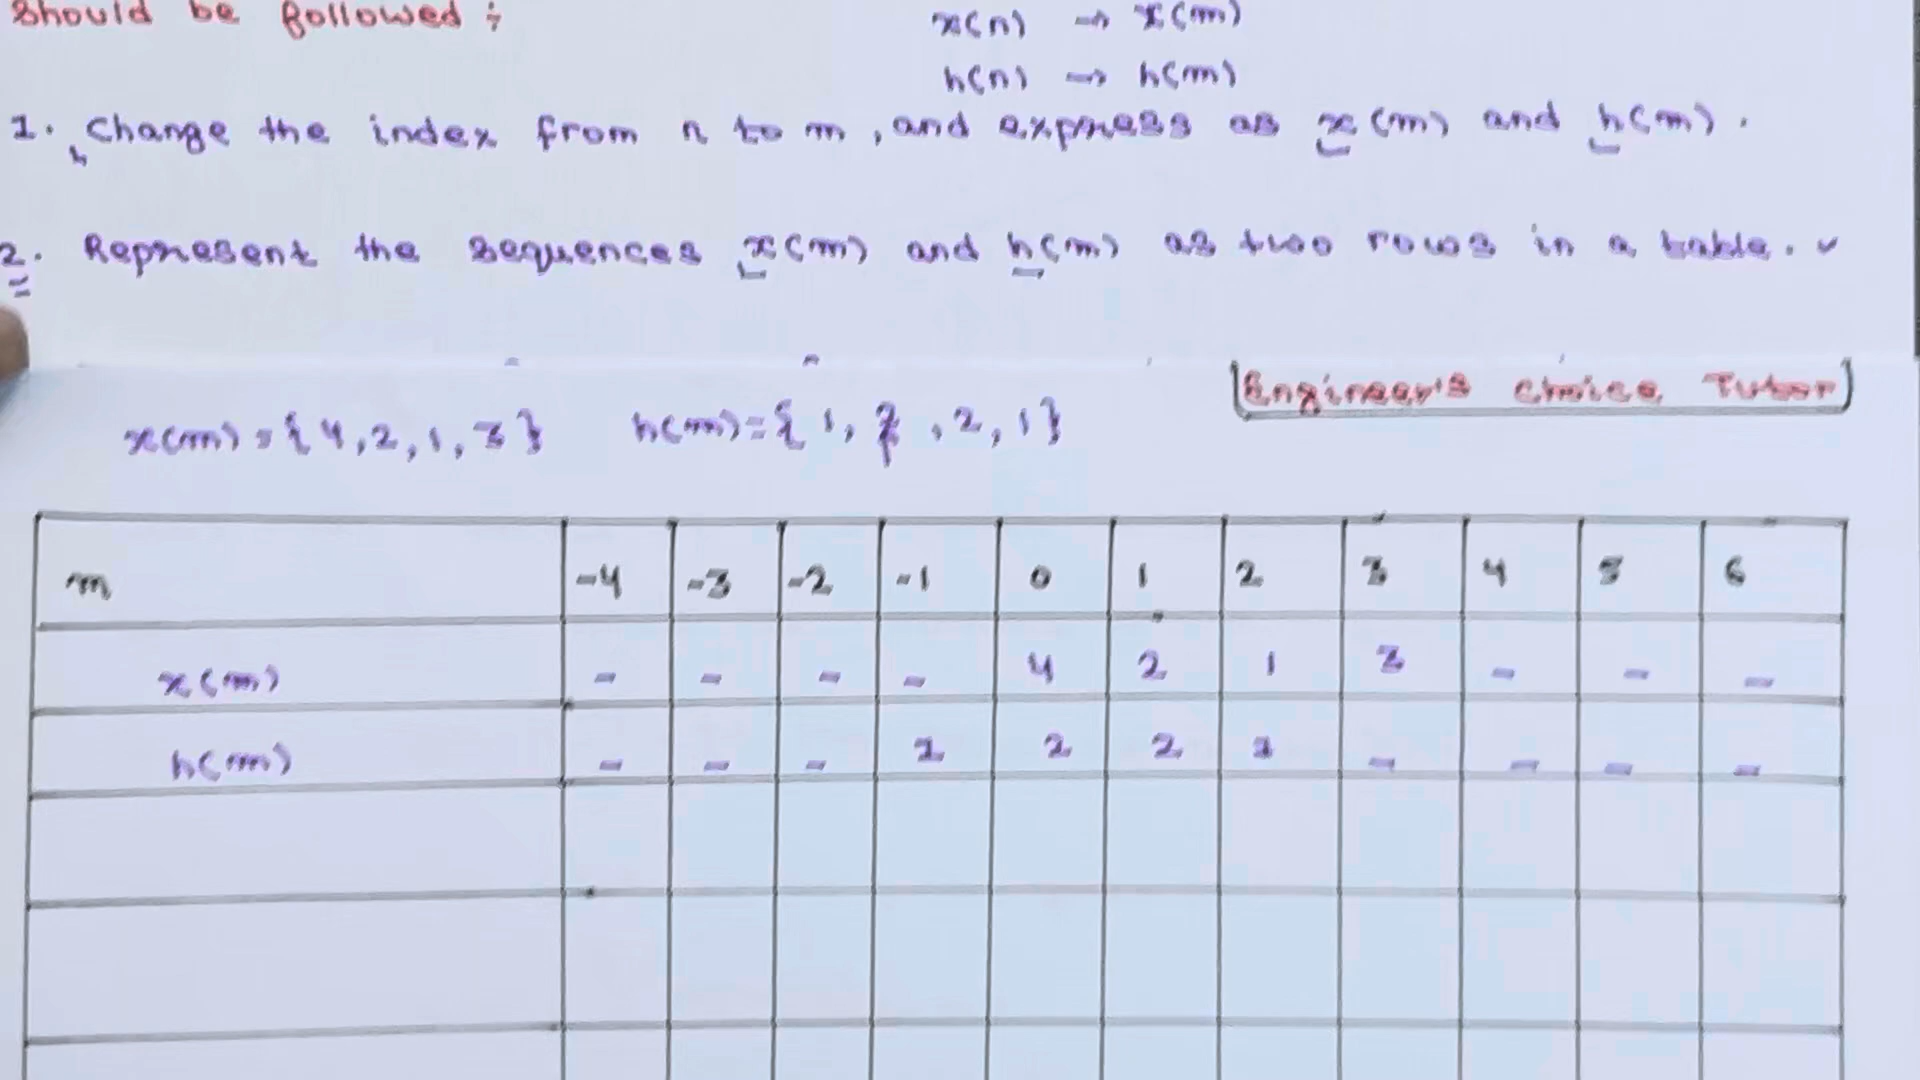 should be followed :
x(n) → x(m)
h(n) → h(m)
1. Change the index from n to m, and express as x(m) and h(m).
2. Represent the sequences x(m) and h(m) as two rows in a table.
Engineer's Choice Tutor
x(m) = {4, 2, 1, 3} h(m) = {1, 2, 2, 1}
m -4 -3 -2 -1 0 1 2 3 4 5 6
x(m) - - - - 4 2 1 3 - - -
h(m) - - - 1 2 2 1 - - - -